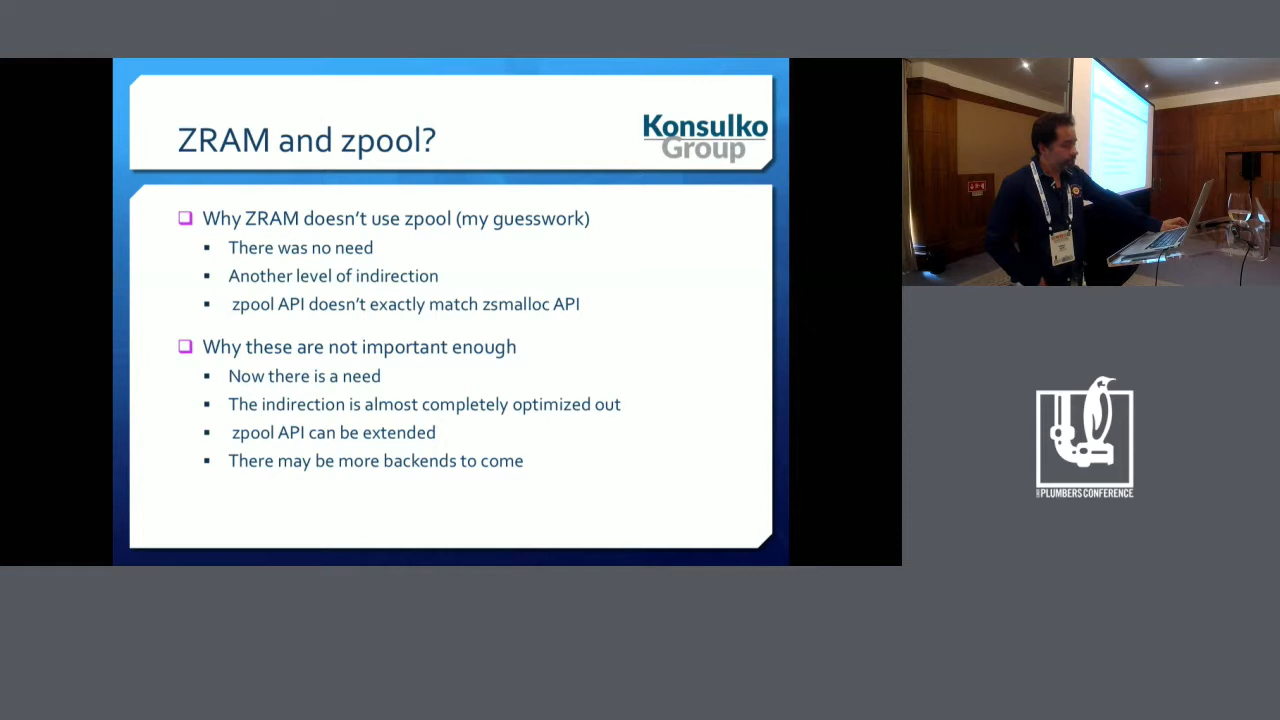 ZRAM and zpool?
Konsulko
Group
Why ZRAM doesn't use zpool (my guesswork)
There was no need
Another level of indirection
zpool API doesn't exactly match zsmalloc API
Why these are not important enough
Now there is a need
The indirection is almost completely optimized out
zpool API can be extended
There may be more backends to come
PLUMBERS CONFERENCE